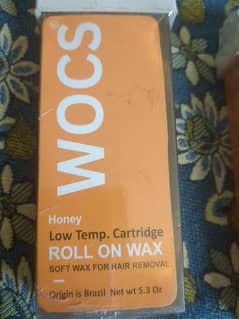 WOCS
Honey
Low Temp. Cartridge
ROLL ON WAX
SOFT WAX FOR HAIR REMOVAL
Origin is Brazil Net wt 5.3 Oz